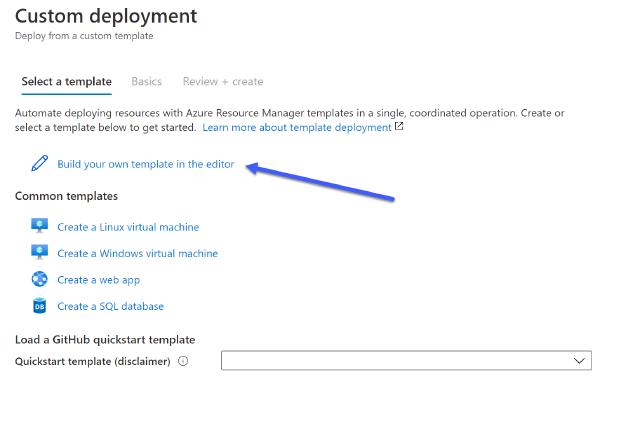 Custom deployment
Deploy from a custom template
Select a template Basics Review + create
Automate deploying resources with Azure Resource Manager templates in a single, coordinated operation. Create or
select a template below to get started. Learn more about template deployment
Build your own template in the editor
Common templates
Create a Linux virtual machine
Create a Windows virtual machine
Create a web app
DB Create a SQL database
Load a GitHub quickstart template
Quickstart template (disclaimer)